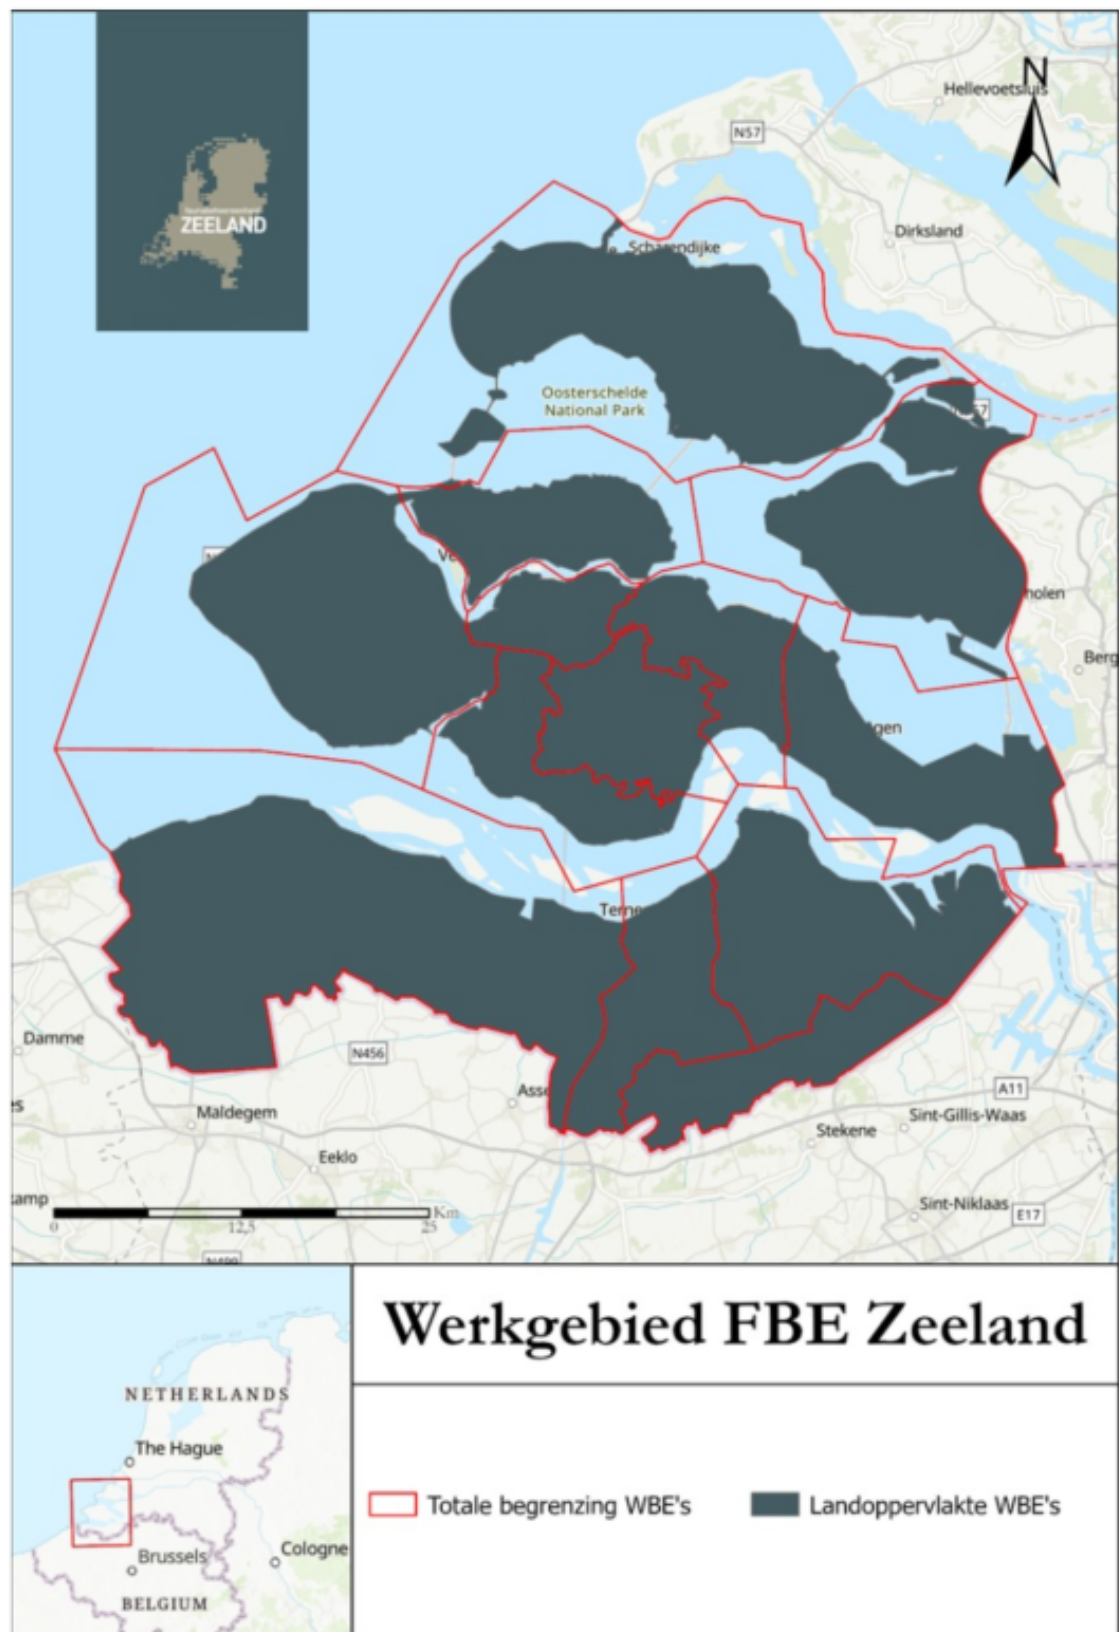 N
Hellevoetsluis
N57
ZEELAND
Dirksland
Scharendijke
Oosterschelde
National Park
Damme
N456
Maldegem
Eeklo
A11
Sint-Gillis-Waas
Stekene
Sint-Niklaas
E17
Km
0
12,5
25
Werkgebied FBE Zeeland
NETHERLANDS
The Hague
Brussels
Cologne
BELGIUM
Totale begrenzing WBE's
Landoppervlakte WBE's